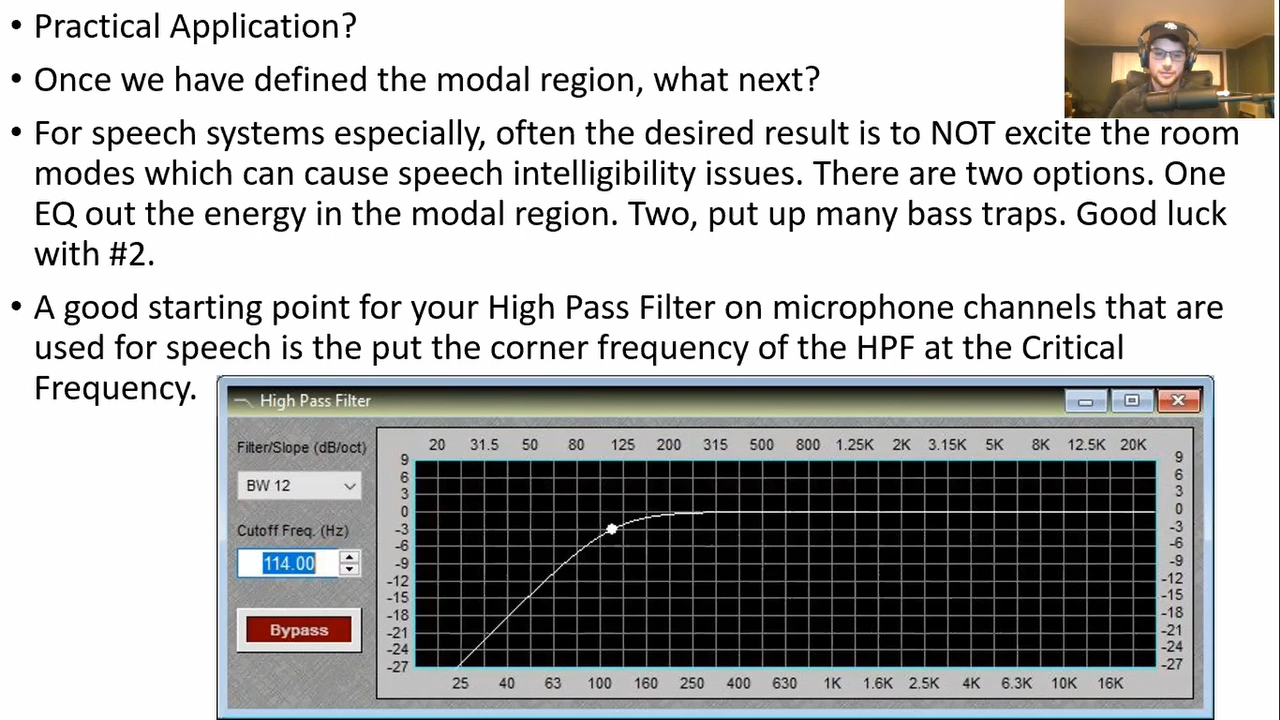 • Practical Application?
• Once we have defined the modal region, what next?
• For speech systems especially, often the desired result is to NOT excite the room
modes which can cause speech intelligibility issues. There are two options. One
EQ out the energy in the modal region. Two, put up many bass traps. Good luck
with #2.
• A good starting point for your High Pass Filter on microphone channels that are
used for speech is the put the corner frequency of the HPF at the Critical
Frequency.
High Pass Filter
Filter/Slope (dB/oct)
BW 12
Cutoff Freq. (Hz)
114.00
Bypass
20 31.5 50 80 125 200 315 500 800 1.25K 2K 3.15K 5K 8K 12.5K 20K
9 9
6 6
3 3
0 0
-3 -3
-6 -6
-9 -9
-12 -12
-15 -15
-18 -18
-21 -21
-24 -24
-27 -27
25 40 63 100 160 250 400 630 1K 1.6K 2.5K 4K 6.3K 10K 16K